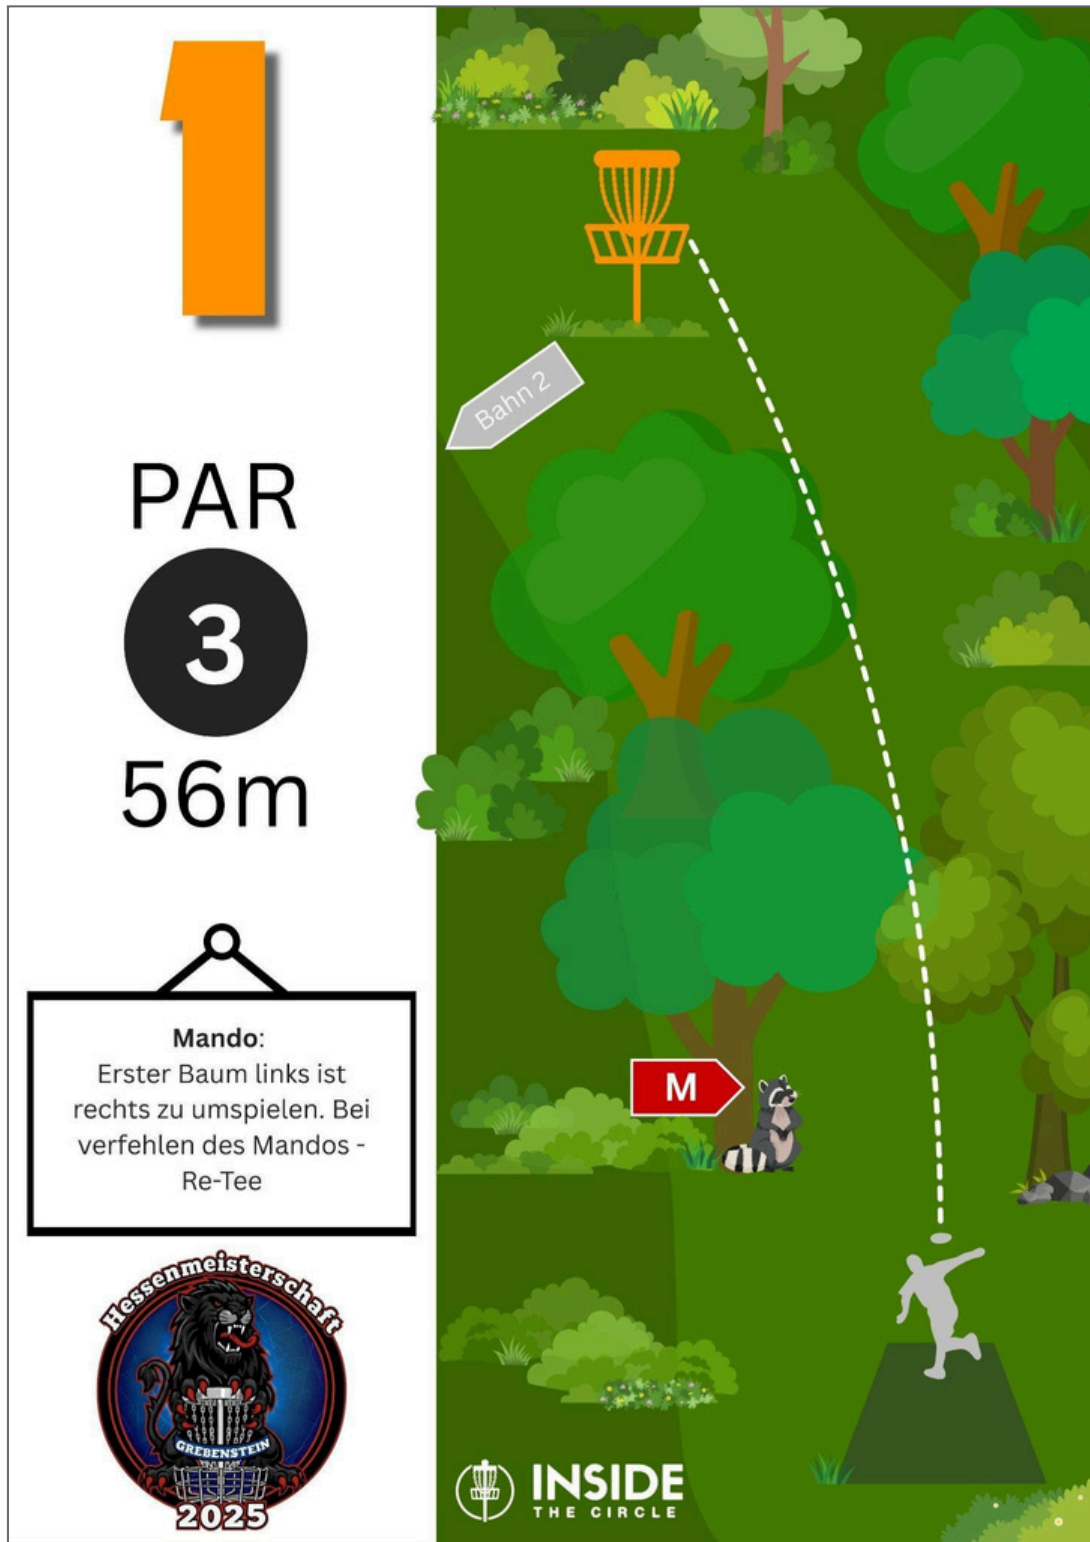 1
PAR
3
56m
Mando:
Erster Baum links ist
rechts zu umspielen. Bei
verfehlen des Mandos -
Re-Tee
Hessenmeisterschaft
GREBENSTEIN
2025
Bahn 2
M
INSIDE
THE CIRCLE